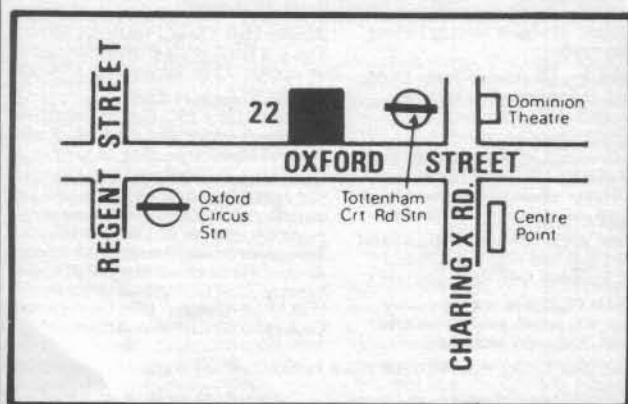 REGENT STREET
22
Dominion
Theatre
OXFORD STREET
Oxford
Circus
Stn
Tottenham
Crt Rd Stn
CHARING X RD.
Centre
Point